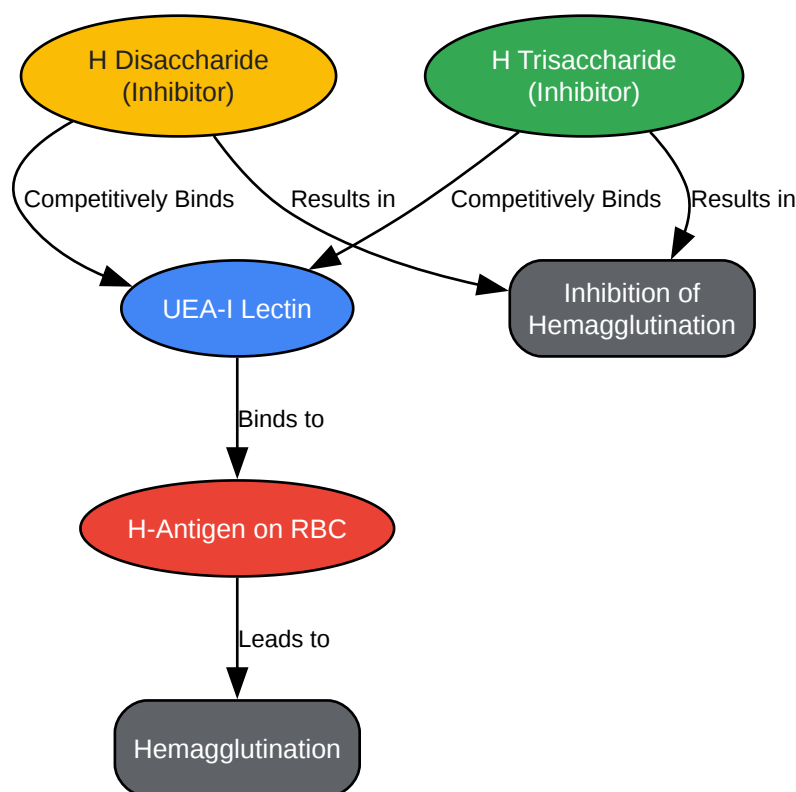 H Disaccharide
(Inhibitor)
H Trisaccharide
(Inhibitor)
Competitively Binds
Results in
Competitively Binds
Results in
UEA-I Lectin
Inhibition of
Hemagglutination
Binds to
H-Antigen on RBC
Leads to
Hemagglutination